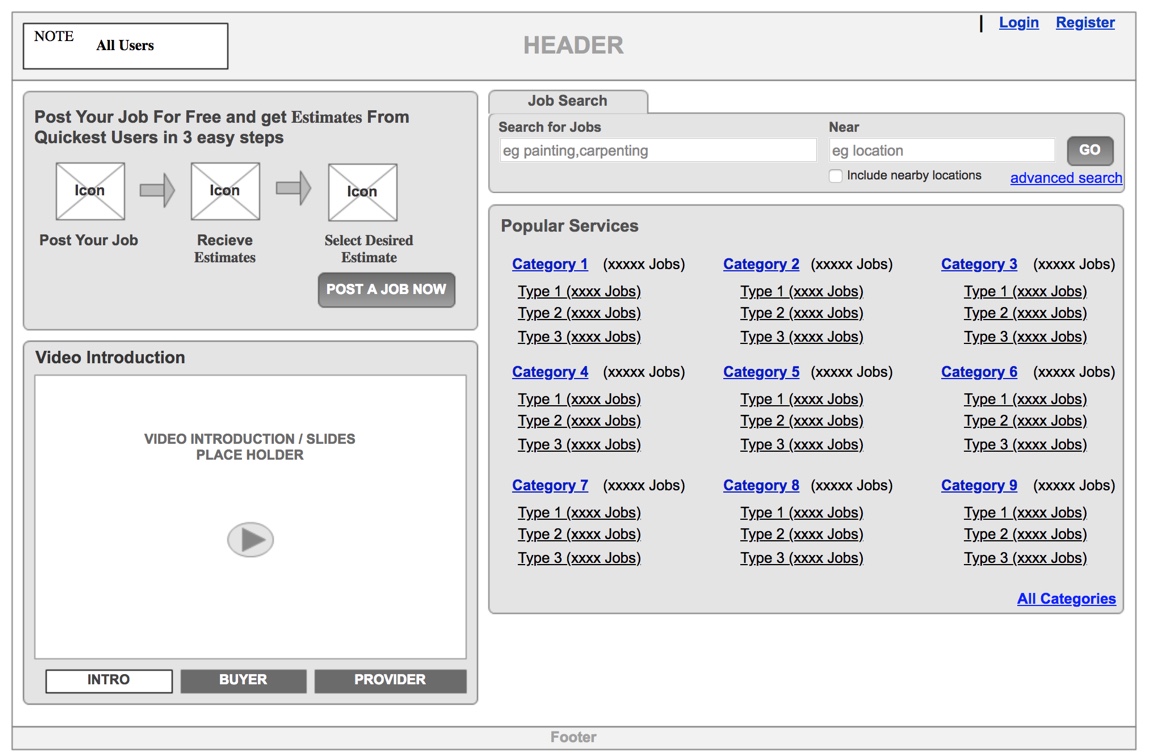 NOTE
All Users
HEADER
| Login Register
Post Your Job For Free and get Estimates From
Quickest Users in 3 easy steps
Icon Icon Icon
Post Your Job
Recieve
Estimates
Select Desired
Estimate
POST A JOB NOW
Video Introduction
VIDEO INTRODUCTION / SLIDES
PLACE HOLDER
INTRO BUYER PROVIDER
Job Search
Search for Jobs Near
eg painting,carpenting eg location GO
Include nearby locations advanced search
Popular Services
Category 1 (xxxxx Jobs) Category 2 (xxxxx Jobs) Category 3 (xxxxx Jobs)
Type 1 (xxxx Jobs) Type 1 (xxxx Jobs) Type 1 (xxxx Jobs)
Type 2 (xxxx Jobs) Type 2 (xxxx Jobs) Type 2 (xxxx Jobs)
Type 3 (xxxx Jobs) Type 3 (xxxx Jobs) Type 3 (xxxx Jobs)
Category 4 (xxxxx Jobs) Category 5 (xxxxx Jobs) Category 6 (xxxxx Jobs)
Type 1 (xxxx Jobs) Type 1 (xxxx Jobs) Type 1 (xxxx Jobs)
Type 2 (xxxx Jobs) Type 2 (xxxx Jobs) Type 2 (xxxx Jobs)
Type 3 (xxxx Jobs) Type 3 (xxxx Jobs) Type 3 (xxxx Jobs)
Category 7 (xxxxx Jobs) Category 8 (xxxxx Jobs) Category 9 (xxxxx Jobs)
Type 1 (xxxx Jobs) Type 1 (xxxx Jobs) Type 1 (xxxx Jobs)
Type 2 (xxxx Jobs) Type 2 (xxxx Jobs) Type 2 (xxxx Jobs)
Type 3 (xxxx Jobs) Type 3 (xxxx Jobs) Type 3 (xxxx Jobs)
All Categories
Footer